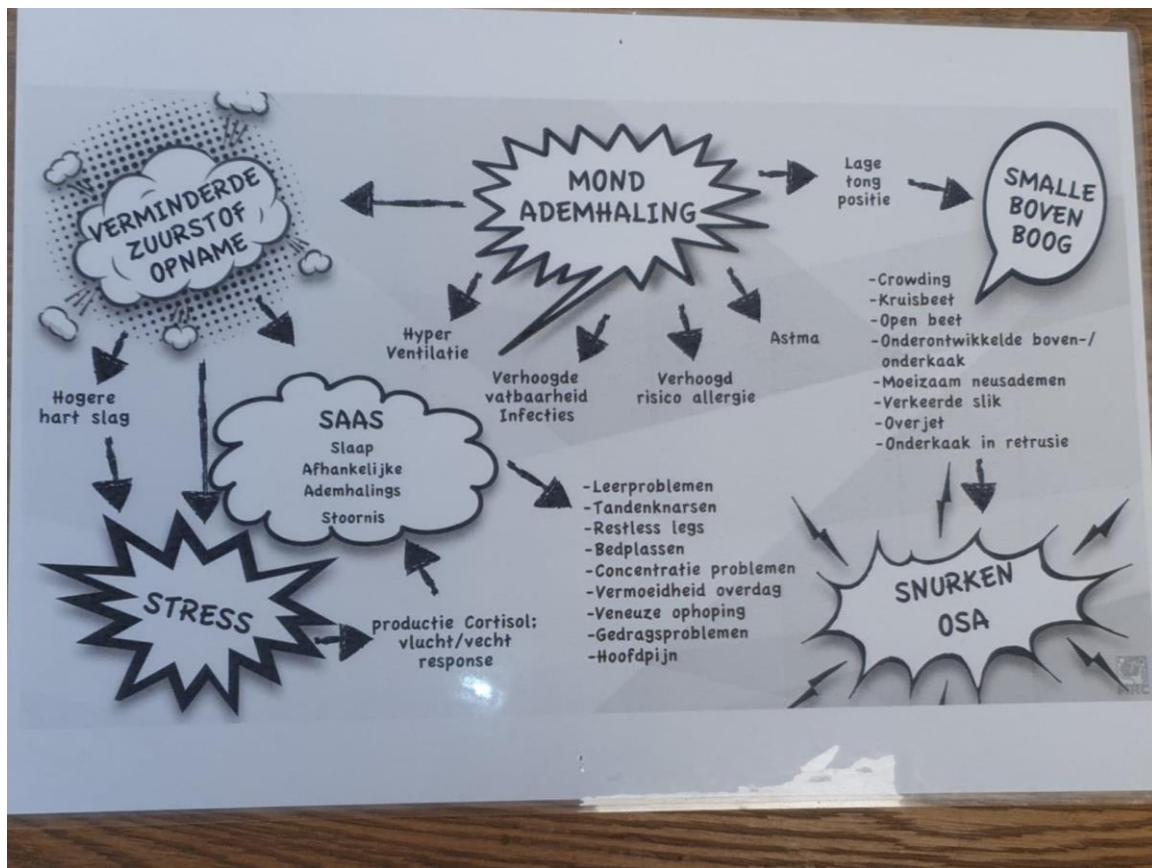 VERMINDERDE
ZUURSTOF
OPNAME
MOND
ADEMHALING
Lage
tong
positie
SMALLE
BOVEN
BOOG
-Crowding
-Kruisbeet
-Open beet
-Onderontwikkelde boven-/
onderkaak
-Moeizaam neusademen
-Verkeerde slik
-Overjet
-Onderkaak in retrusie
Hyper
Ventilatie
Verhoogde
vatbaarheid
Infecties
Verhoogd
risico allergie
Astma
Hogere
hart slag
SAAS
Slaap
Afhankelijke
Ademhalings
Stoornis
-Leerproblemen
-Tandenknarsen
-Restless legs
-Bedplassen
-Concentratie problemen
-Vermoeidheid overdag
-Veneuze ophoping
-Gedragsproblemen
-Hoofdpijn
STRESS
productie Cortisol:
vlucht/vecht
response
SNURKEN
OSA
MRC